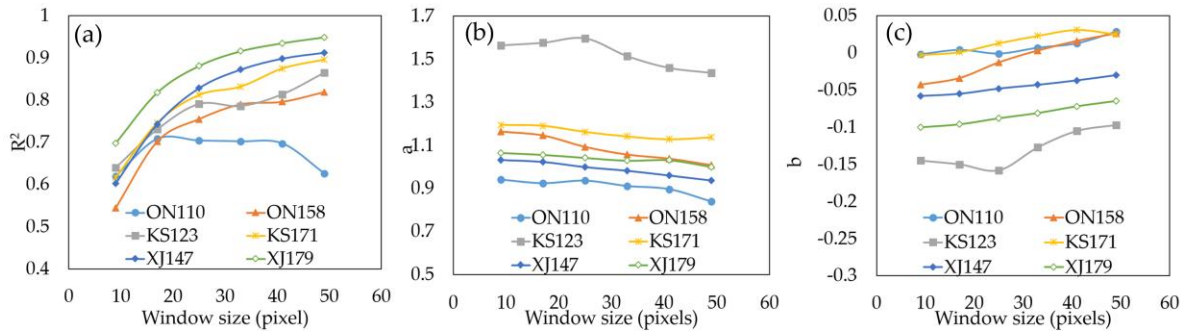 (a)
R²
1
0.9
0.8
0.7
0.6
0.5
0.4
0 10 20 30 40 50 60
Window size (pixel)
ON110 ON158
KS123 KS171
XJ147 XJ179
(b)
a
1.7
1.5
1.3
1.1
0.9
0.7
0.5
0 10 20 30 40 50 60
Window size (pixels)
ON110 ON158
KS123 KS171
XJ147 XJ179
(c)
b
0.05
0
-0.05
-0.1
-0.15
-0.2
-0.25
-0.3
0 10 20 30 40 50 60
Window size (pixels)
ON110 ON158
KS123 KS171
XJ147 XJ179